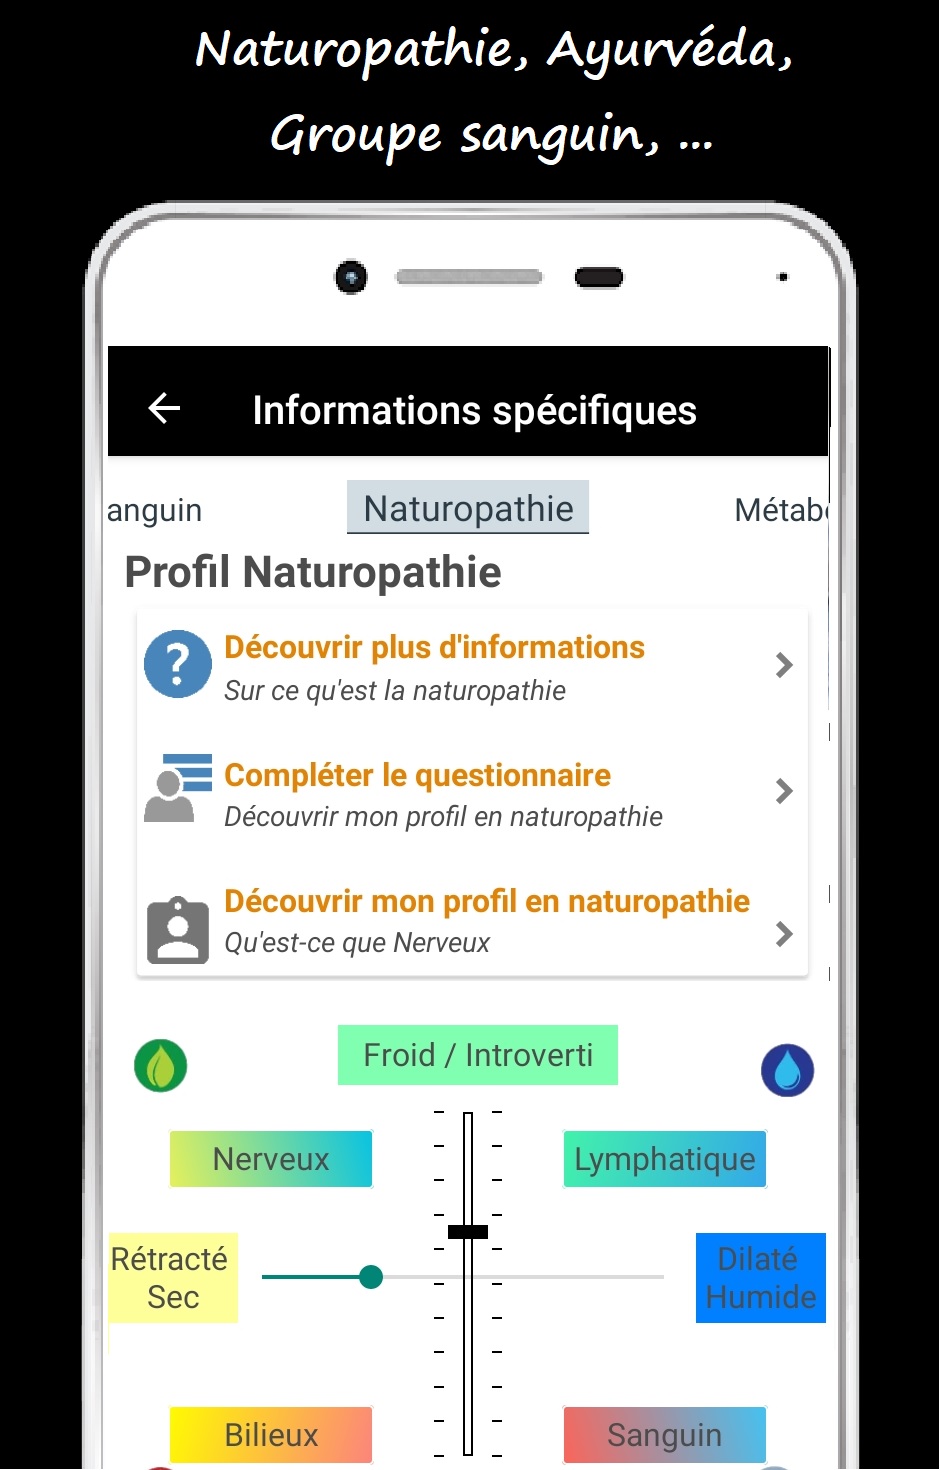 Naturopathie, Ayurvéda,
Groupe sanguin, ...
Informations spécifiques
anguin Naturopathie Métab
Profil Naturopathie
Découvrir plus d'informations
Sur ce qu'est la naturopathie
Compléter le questionnaire
Découvrir mon profil en naturopathie
Découvrir mon profil en naturopathie
Qu'est-ce que Nerveux
Froid / Introverti
Nerveux Lymphatique
Rétracté Dilaté
Sec Humide
Bilieux Sanguin